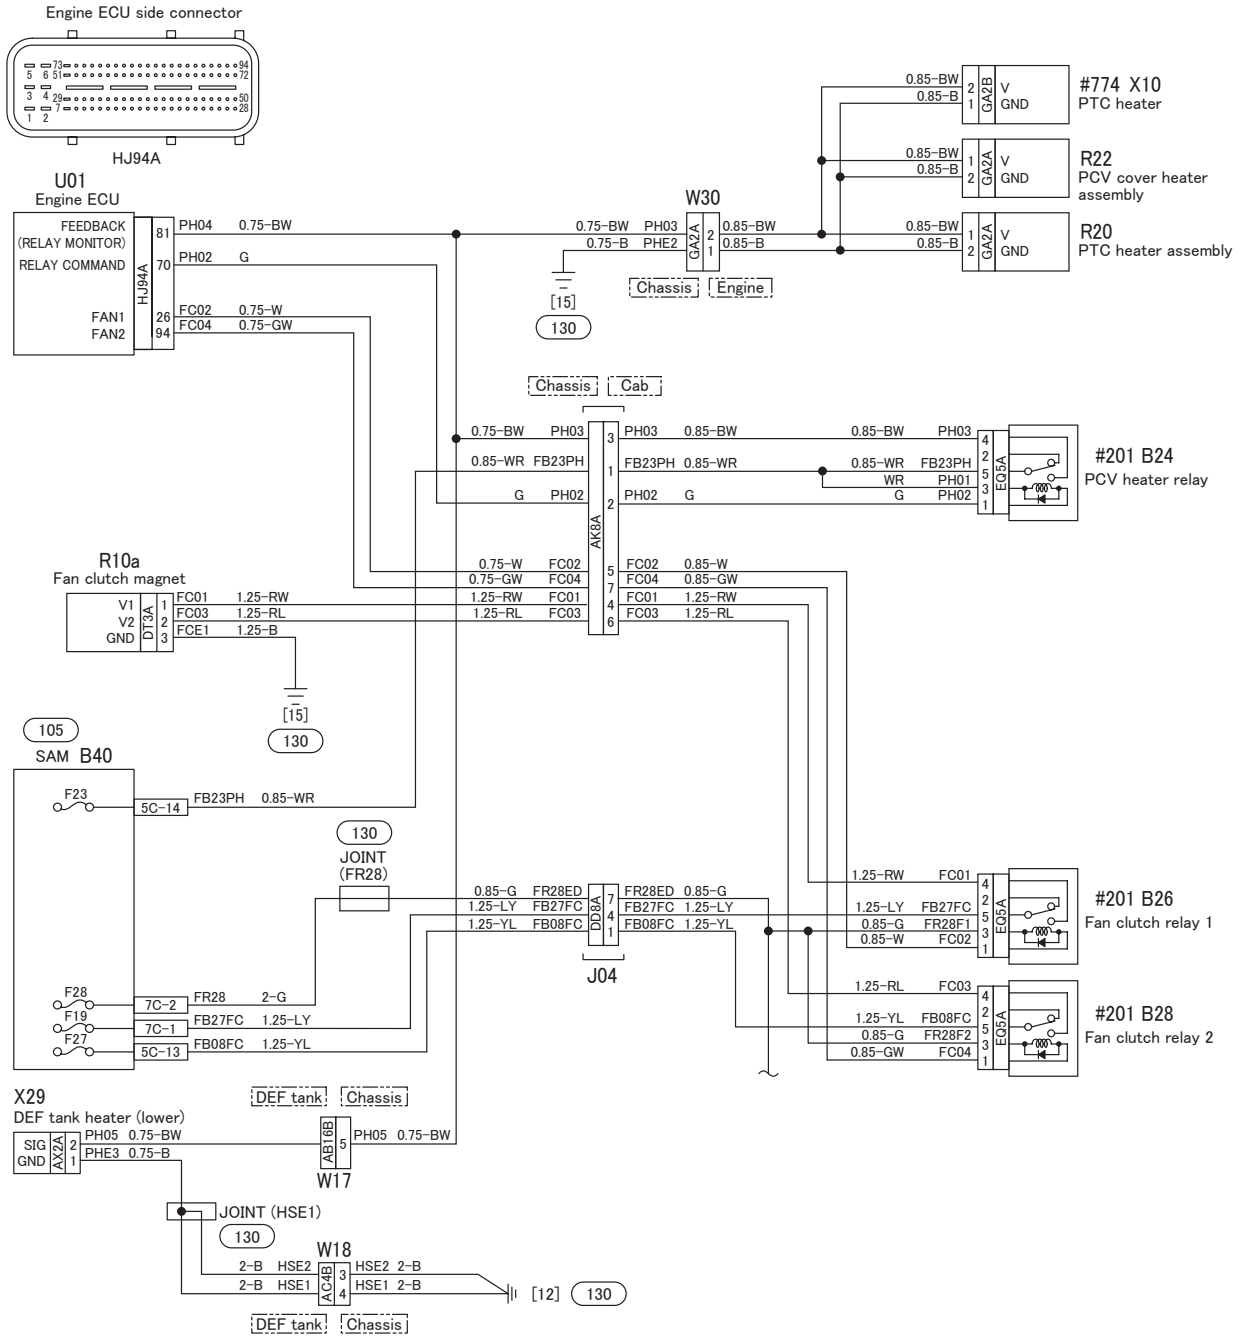 Engine ECU side connector
73 94
5 6 51 72
3 4 29 50
7 28
1 2
HJ94A
U01
Engine ECU
FEEDBACK
(RELAY MONITOR)
81 PH04 0.75-BW
RELAY COMMAND
70 PH02 G
HJ94A
FAN1 26 FC02 0.75-W
FAN2 94 FC04 0.75-GW
0.85-BW 2 V
0.85-B 1 GND
GA2B
#774 X10
PTC heater
0.85-BW 1 V
0.85-B 2 GND
GA2A
R22
PCV cover heater
assembly
W30
0.75-BW PH03 2 0.85-BW
0.75-B PHE2 1 0.85-B
GA2A
0.85-BW 1 V
0.85-B 2 GND
GA2A
R20
PTC heater assembly
Chassis Engine
[15]
130
Chassis Cab
0.75-BW PH03 3 PH03 0.85-BW 0.85-BW PH03 4
2
0.85-WR FB23PH 1 FB23PH 0.85-WR 0.85-WR FB23PH 5
WR PH01 3
G PH02 2 PH02 G G PH02 1
AK8A
EQ5A
#201 B24
PCV heater relay
0.75-W FC02 5 FC02 0.85-W
0.75-GW FC04 7 FC04 0.85-GW
1.25-RW FC01 4 FC01 1.25-RW
1.25-RL FC03 6 FC03 1.25-RL
R10a
Fan clutch magnet
V1 1 FC01 1.25-RW
V2 2 FC03 1.25-RL
GND 3 FCE1 1.25-B
DT3A
[15]
130
105
SAM B40
F23 5C-14 FB23PH 0.85-WR
130
JOINT
(FR28)
0.85-G FR28ED 7 FR28ED 0.85-G
1.25-LY FB27FC 4 FB27FC 1.25-LY
1.25-YL FB08FC 1 FB08FC 1.25-YL
DD8A
J04
1.25-RW FC01 4
2
1.25-LY FB27FC 5
0.85-G FR28F1 3
0.85-W FC02 1
EQ5A
#201 B26
Fan clutch relay 1
F28 7C-2 FR28 2-G
F19 7C-1 FB27FC 1.25-LY
F27 5C-13 FB08FC 1.25-YL
1.25-RL FC03 4
2
1.25-YL FB08FC 5
0.85-G FR28F2 3
0.85-GW FC04 1
EQ5A
#201 B28
Fan clutch relay 2
X29
DEF tank heater (lower)
SIG 2 PH05 0.75-BW
GND 1 PHE3 0.75-B
AX2A
DEF tank Chassis
AB16B 5 PH05 0.75-BW
W17
JOINT (HSE1)
130
W18
2-B HSE2 3 HSE2 2-B
2-B HSE1 4 HSE1 2-B
AC4B
[12] 130
DEF tank Chassis